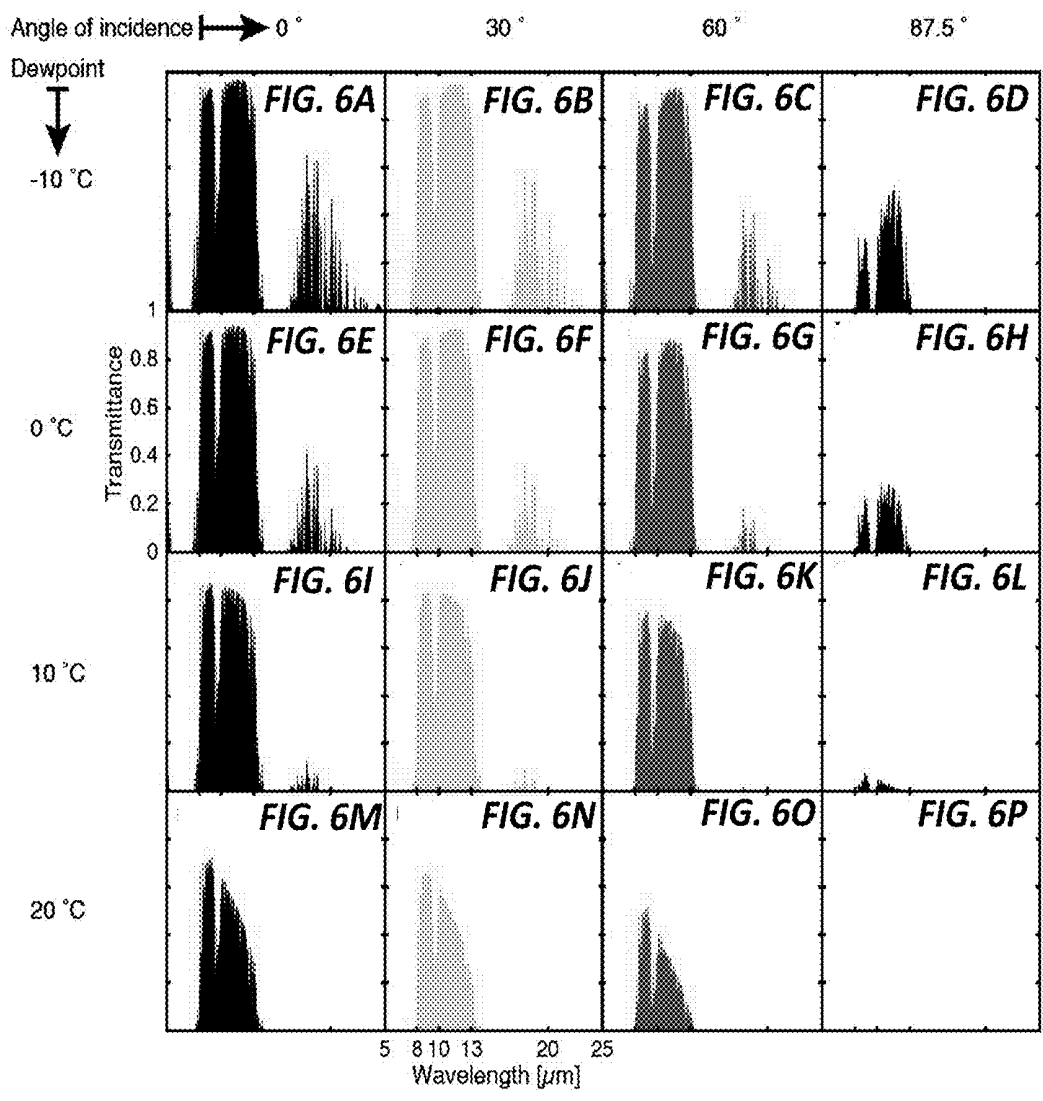 Angle of incidence 0 ° 30 ° 60 ° 87.5 °
Dewpoint
FIG. 6A FIG. 6B FIG. 6C FIG. 6D
-10 °C
1
FIG. 6E FIG. 6F FIG. 6G FIG. 6H
0.8
0.6
0 °C
Transmittance
0.4
0.2
0
FIG. 6I FIG. 6J FIG. 6K FIG. 6L
10 °C
FIG. 6M FIG. 6N FIG. 6O FIG. 6P
20 °C
5 8 10 13 20 25
Wavelength [µm]